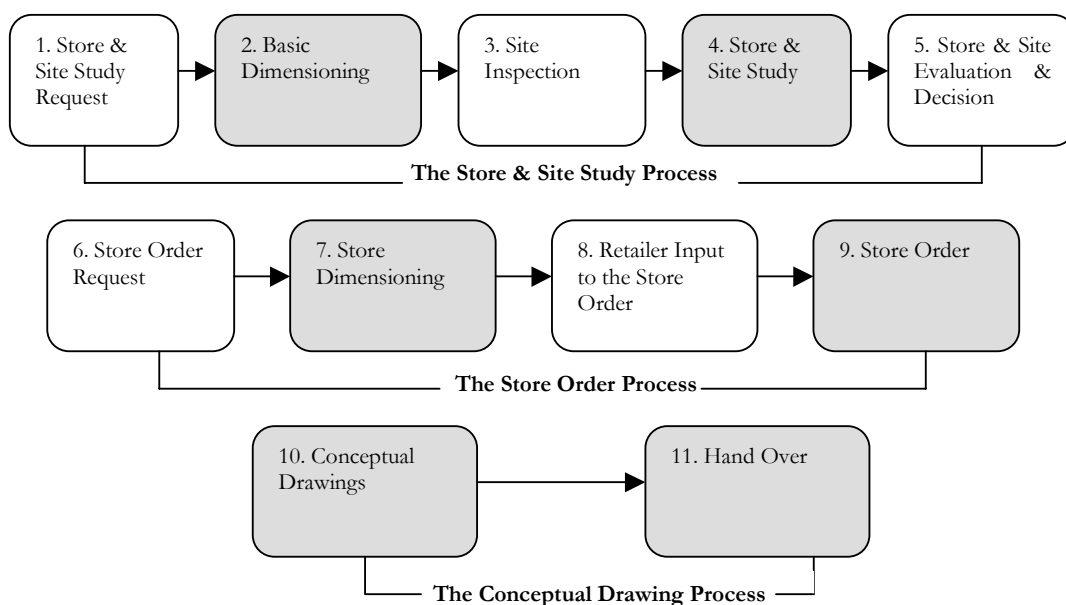 1. Store &
Site Study
Request
2. Basic
Dimensioning
3. Site
Inspection
4. Store &
Site Study
5. Store & Site
Evaluation &
Decision
The Store & Site Study Process
6. Store Order
Request
7. Store
Dimensioning
8. Retailer Input
to the Store
Order
9. Store Order
The Store Order Process
10. Conceptual
Drawings
11. Hand Over
The Conceptual Drawing Process